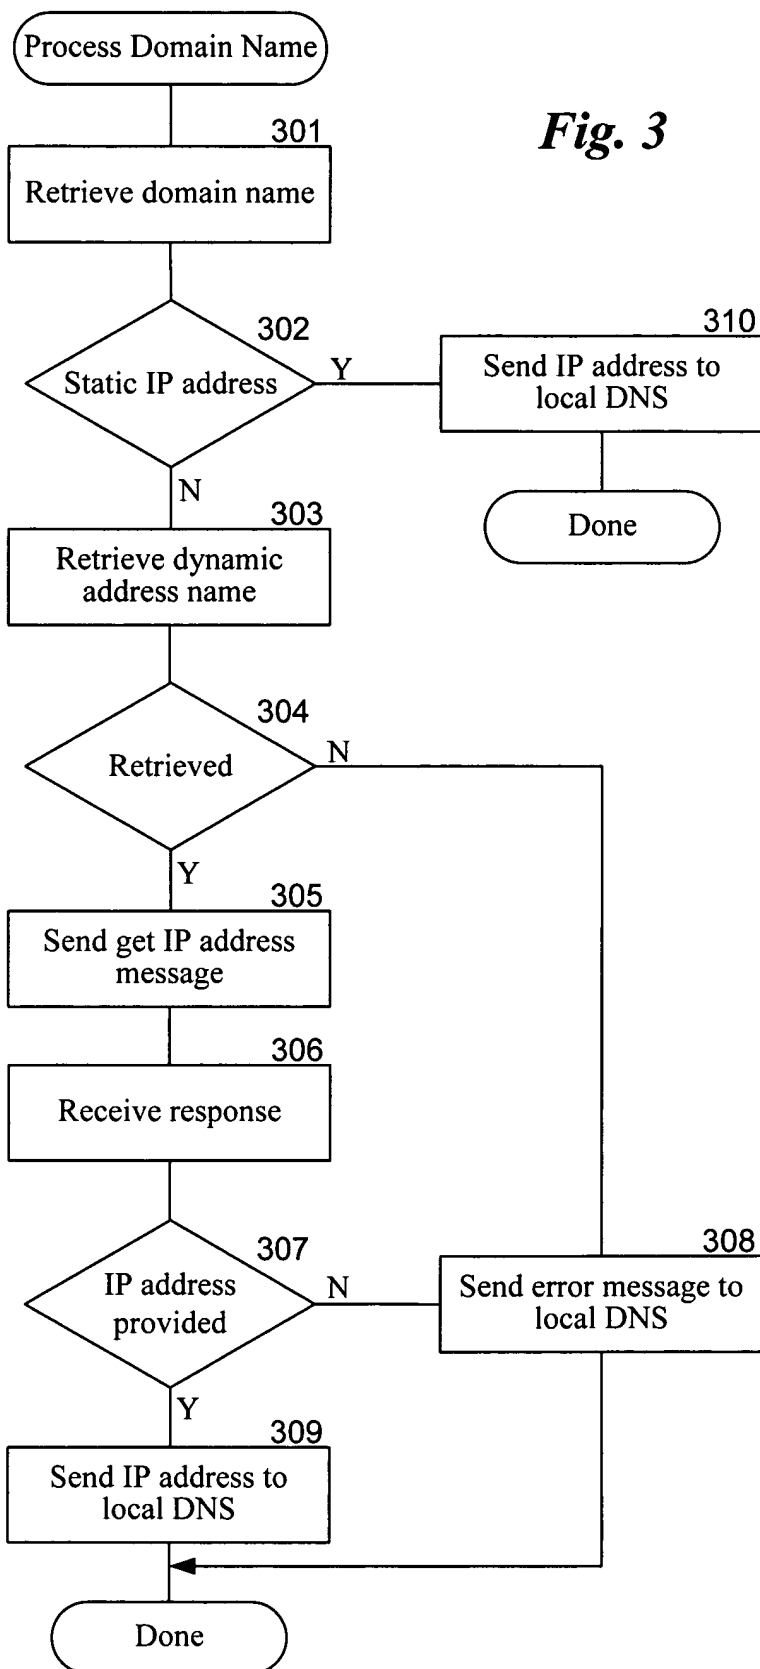 Process Domain Name
Fig. 3
301
Retrieve domain name
302
Static IP address
Y
N
310
Send IP address to
local DNS
Done
303
Retrieve dynamic
address name
304
Retrieved
N
Y
305
Send get IP address
message
306
Receive response
307
IP address
provided
N
Y
308
Send error message to
local DNS
309
Send IP address to
local DNS
Done